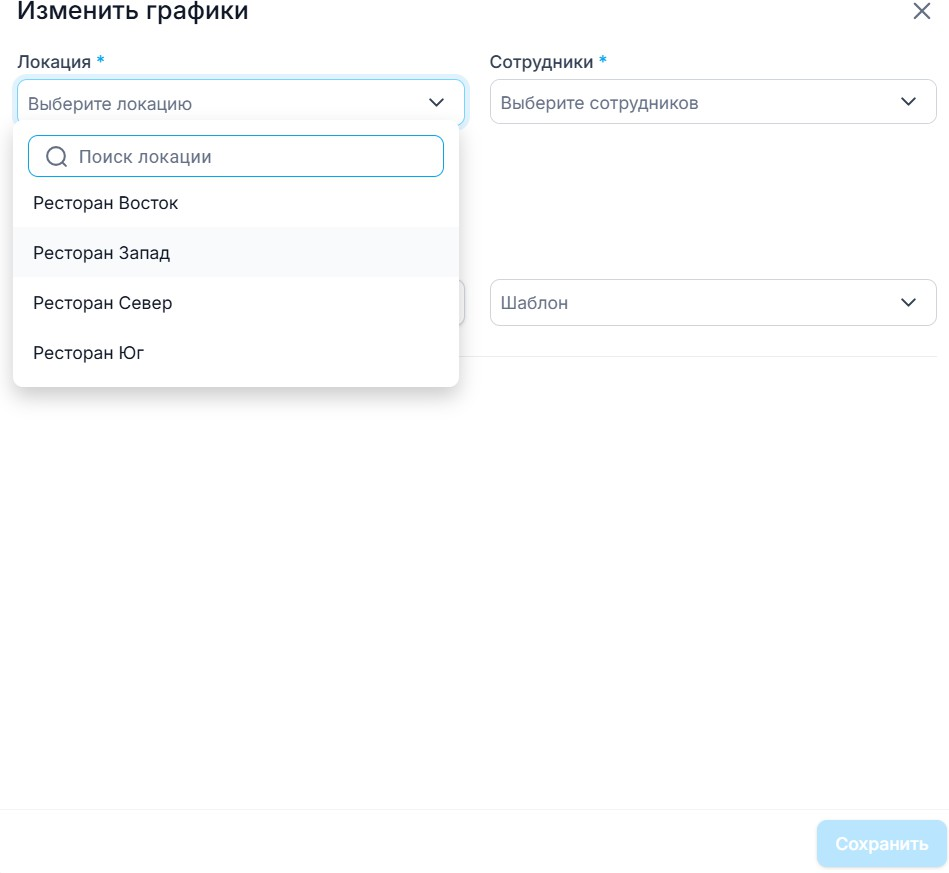 Изменить графики
Локация *
Сотрудники *
Выберите локацию
Выберите сотрудников
Поиск локации
Ресторан Восток
Ресторан Запад
Ресторан Север
Шаблон
Ресторан Юг
Сохранить